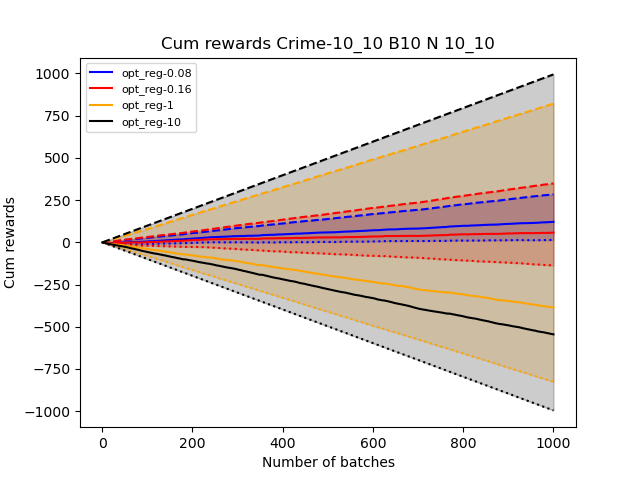 Cum rewards Crime-10_10 B10 N 10_10
opt_reg-0.08
opt_reg-0.16
opt_reg-1
opt_reg-10
Cum rewards
1000
750
500
250
0
−250
−500
−750
−1000
0 200 400 600 800 1000
Number of batches